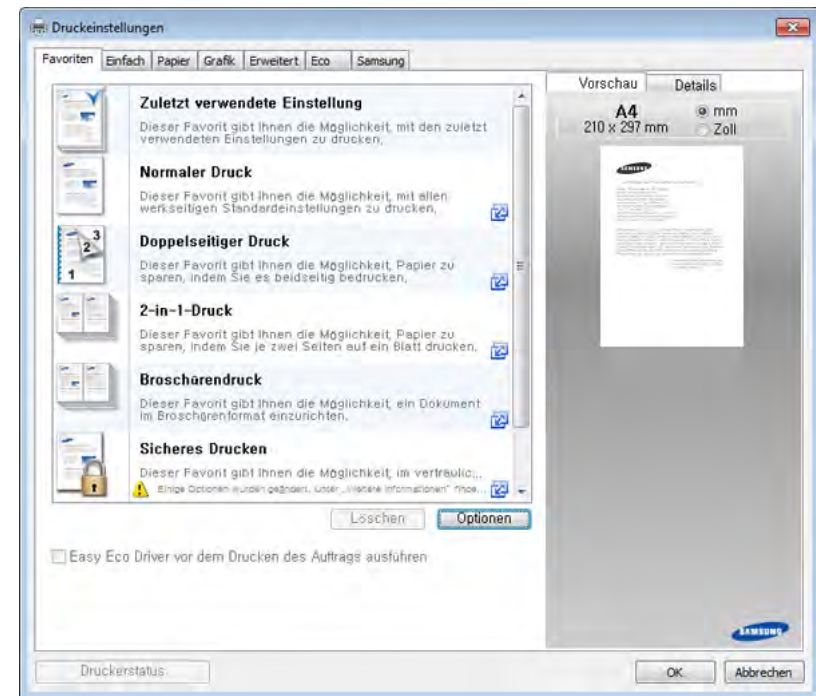 Druckeinstellungen
Favoriten Einfach Papier Grafik Erweitert Eco Samsung
Zuletzt verwendete Einstellung
Dieser Favorit gibt Ihnen die Möglichkeit, mit den zuletzt
verwendeten Einstellungen zu drucken.
Normaler Druck
Dieser Favorit gibt Ihnen die Möglichkeit, mit allen
werkseitigen Standardeinstellungen zu drucken.
3
2
1
Doppelseitiger Druck
Dieser Favorit gibt Ihnen die Möglichkeit, Papier zu
sparen, indem Sie es beidseitig bedrucken.
2-in-1-Druck
Dieser Favorit gibt Ihnen die Möglichkeit, Papier zu
sparen, indem Sie je zwei Seiten auf ein Blatt drucken.
Broschürendruck
Dieser Favorit gibt Ihnen die Möglichkeit, ein Dokument
im Broschürenformat einzurichten.
Sicheres Drucken
Dieser Favorit gibt Ihnen die Möglichkeit, im vertraulic...
Einige Optionen wurden geändert. Unter „Weitere Informationen" finde...
Löschen Optionen
Easy Eco Driver vor dem Drucken des Auftrags ausführen
Vorschau Details
A4 mm
210 x 297 mm Zoll
SAMSUNG
SAMSUNG
Druckerstatus OK Abbrechen